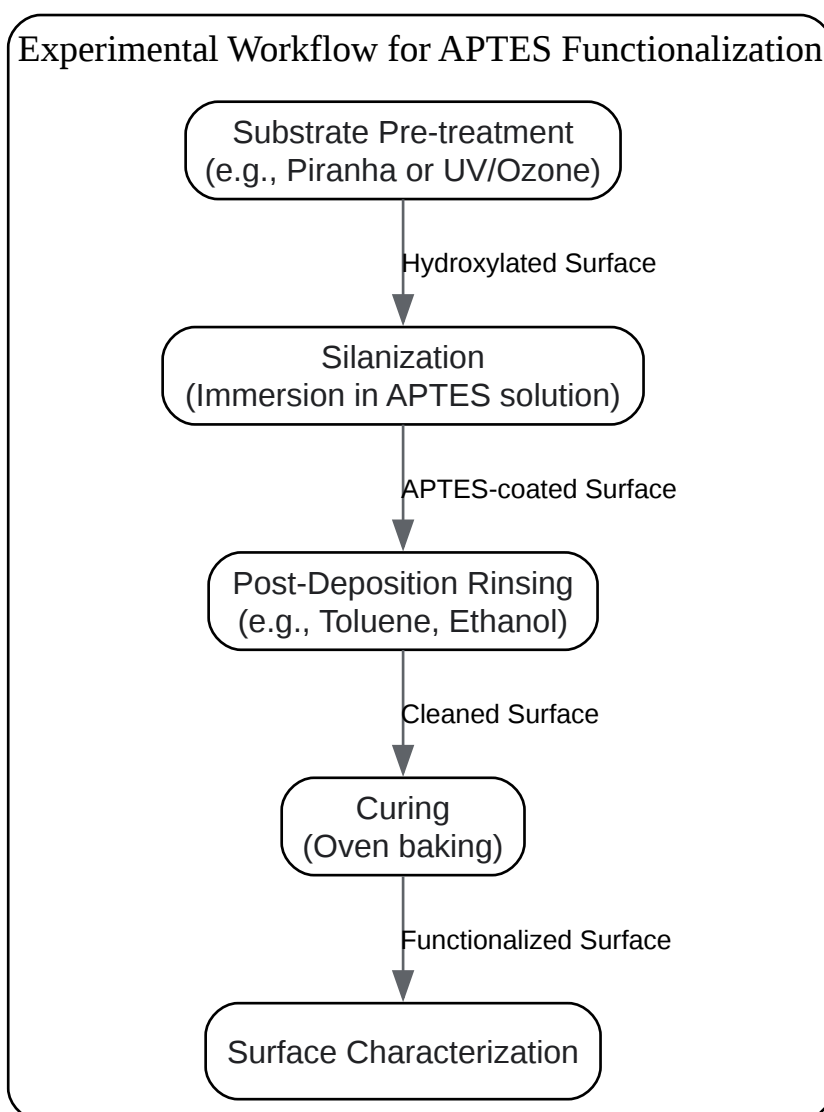 Experimental Workflow for APTES Functionalization
Substrate Pre-treatment
(e.g., Piranha or UV/Ozone)
Hydroxylated Surface
Silanization
(Immersion in APTES solution)
APTES-coated Surface
Post-Deposition Rinsing
(e.g., Toluene, Ethanol)
Cleaned Surface
Curing
(Oven baking)
Functionalized Surface
Surface Characterization